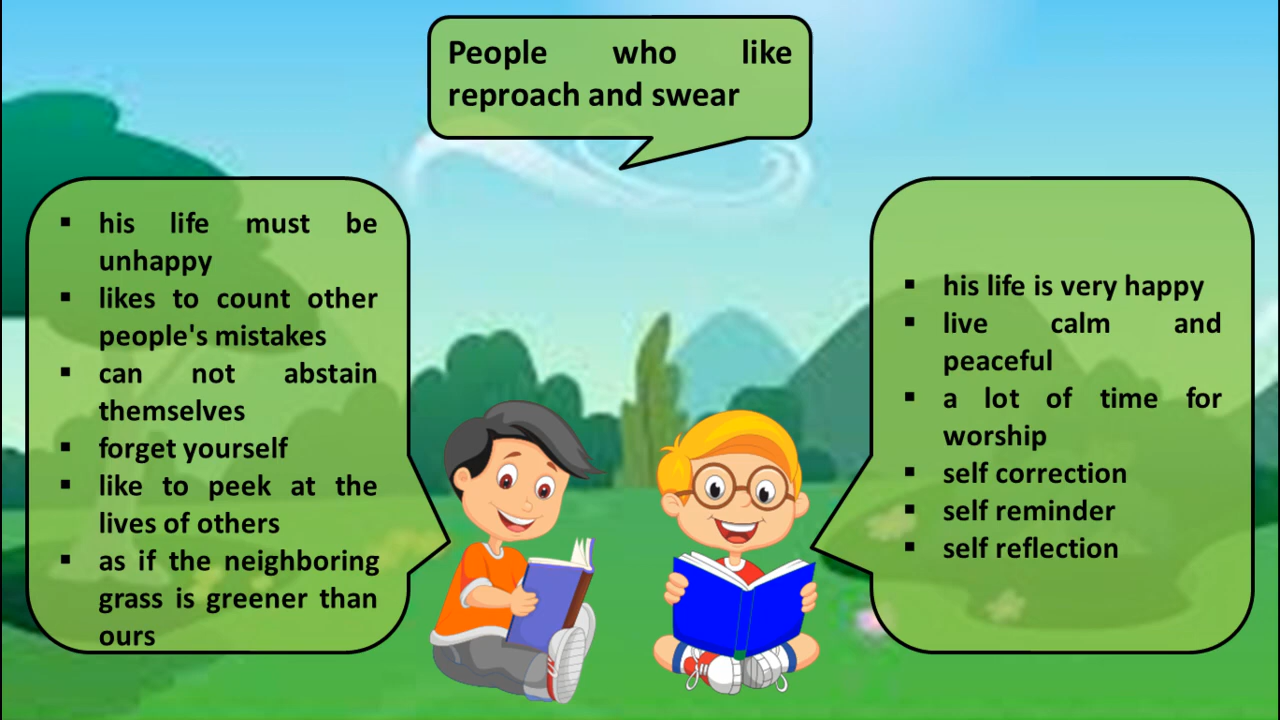 People who like
reproach and swear
▪ his life must be
unhappy
▪ likes to count other
people's mistakes
▪ can not abstain
themselves
▪ forget yourself
▪ like to peek at the
lives of others
▪ as if the neighboring
grass is greener than
ours
▪ his life is very happy
▪ live calm and
peaceful
▪ a lot of time for
worship
▪ self correction
▪ self reminder
▪ self reflection